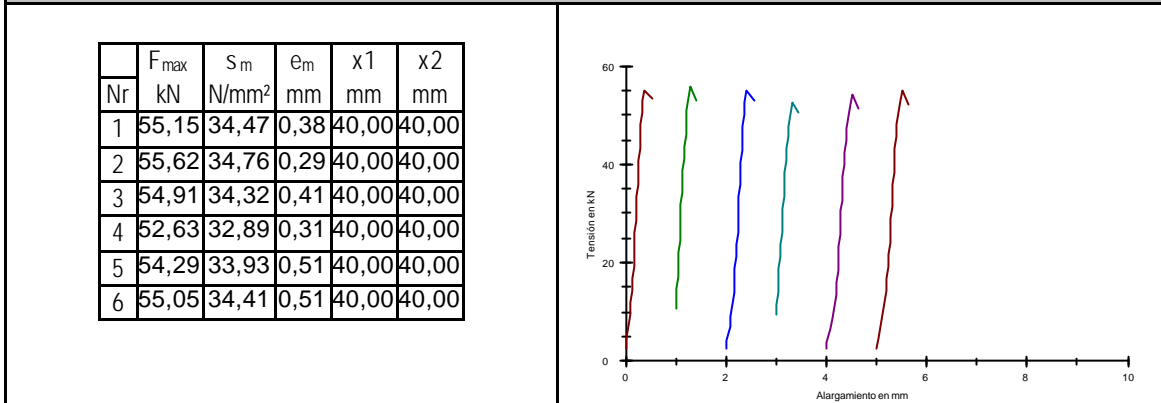 Fmax sm em x1 x2
Nr kN N/mm² mm mm mm
1 55,15 34,47 0,38 40,00 40,00
2 55,62 34,76 0,29 40,00 40,00
3 54,91 34,32 0,41 40,00 40,00
4 52,63 32,89 0,31 40,00 40,00
5 54,29 33,93 0,51 40,00 40,00
6 55,05 34,41 0,51 40,00 40,00
60
40
20
0
Tensión en kN
0 2 4 6 8 10
Alargamiento en mm